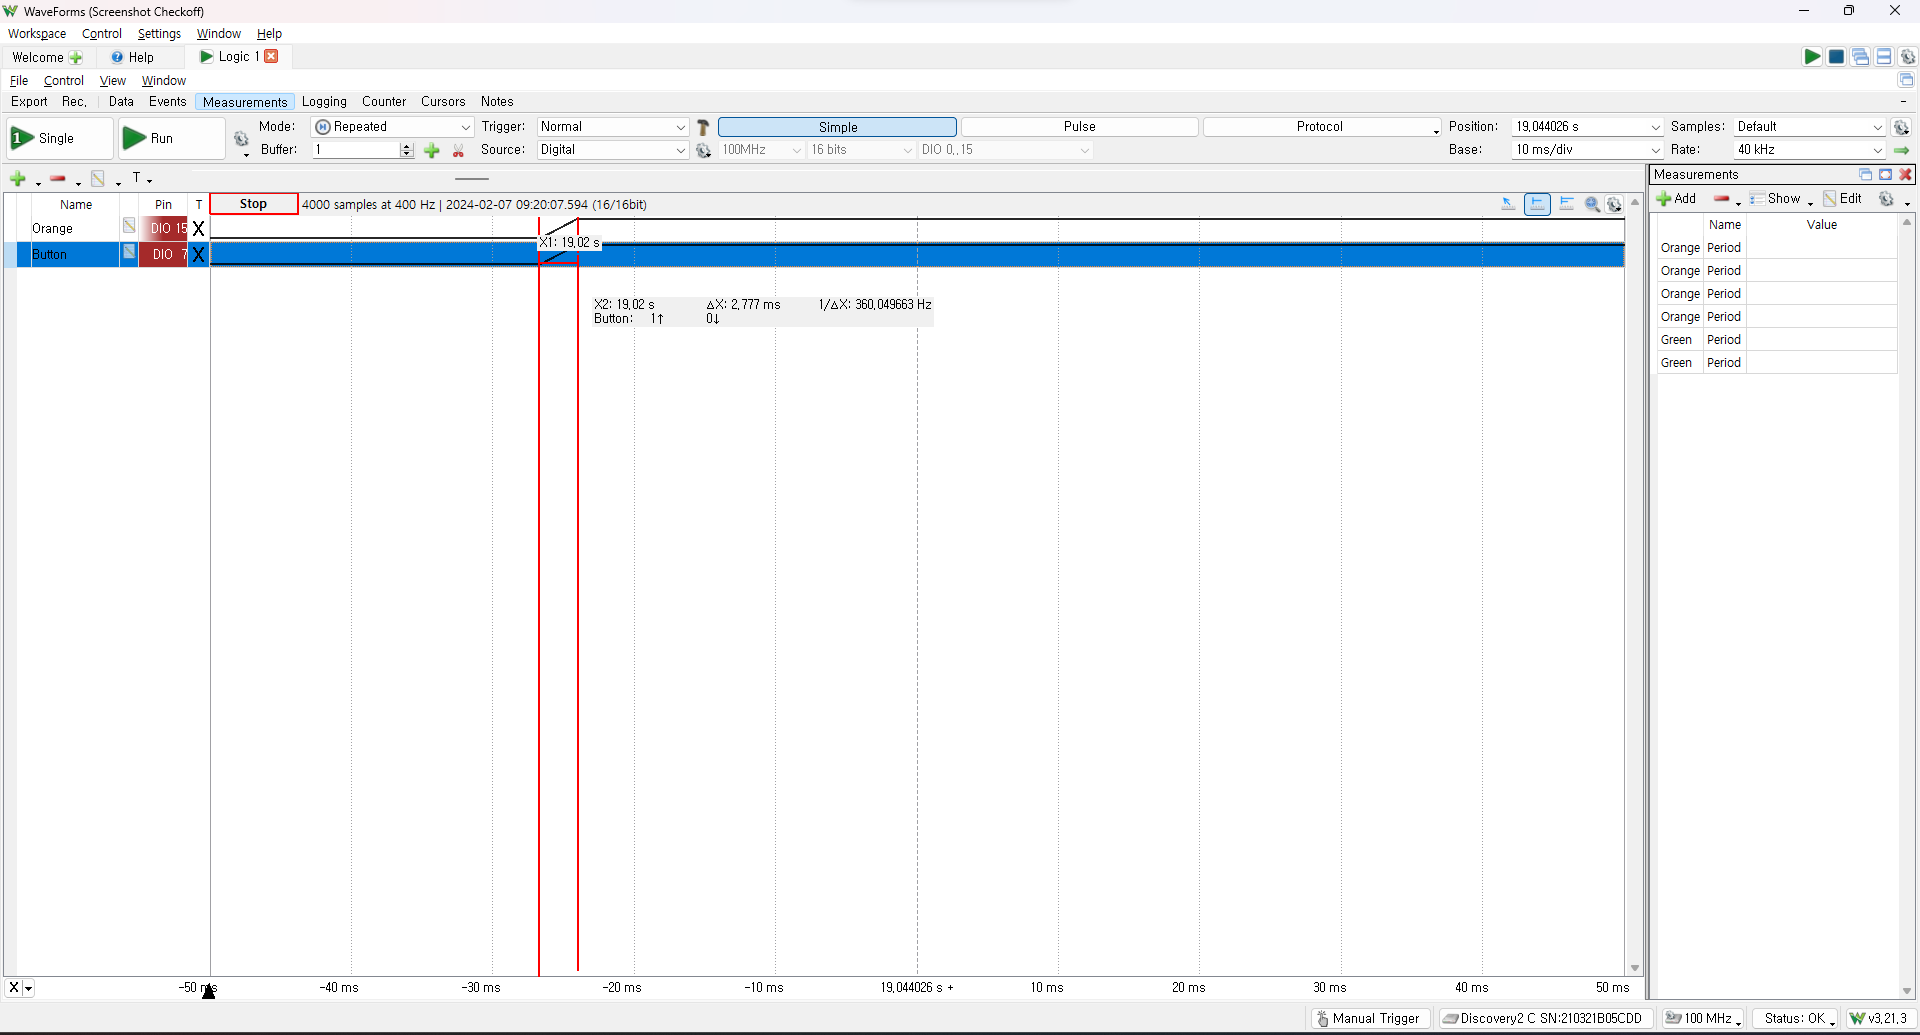 WaveForms (Screenshot Checkoff)
Workspace Control Settings Window Help
Welcome Help Logic 1
File Control View Window
Export Rec. Data Events Measurements Logging Counter Cursors Notes
Single Run Mode: Repeated Trigger: Normal Simple Pulse Protocol Position: 19,044026 s Samples: Default
Buffer: 1 Source: Digital 100MHz 16 bits DIO 0,,15 Base: 10 ms/div Rate: 40 kHz
T
Measurements
Name Pin T Stop 4000 samples at 400 Hz | 2024-02-07 09:20:07.594 (16/16bit)
Add Show Edit
Orange DIO 15 X
Button DIO 7 X
X1: 19,02 s
X2: 19,02 s △X: 2,777 ms 1/△X: 360,049663 Hz
Button: 1↑ 0↓
Name Value
Orange Period
Orange Period
Orange Period
Orange Period
Green Period
Green Period
X -50 ms -40 ms -30 ms -20 ms -10 ms 19,044026 s + 10 ms 20 ms 30 ms 40 ms 50 ms
Manual Trigger Discovery2 C SN:210321B05CDD 100 MHz Status: OK v3,21,3